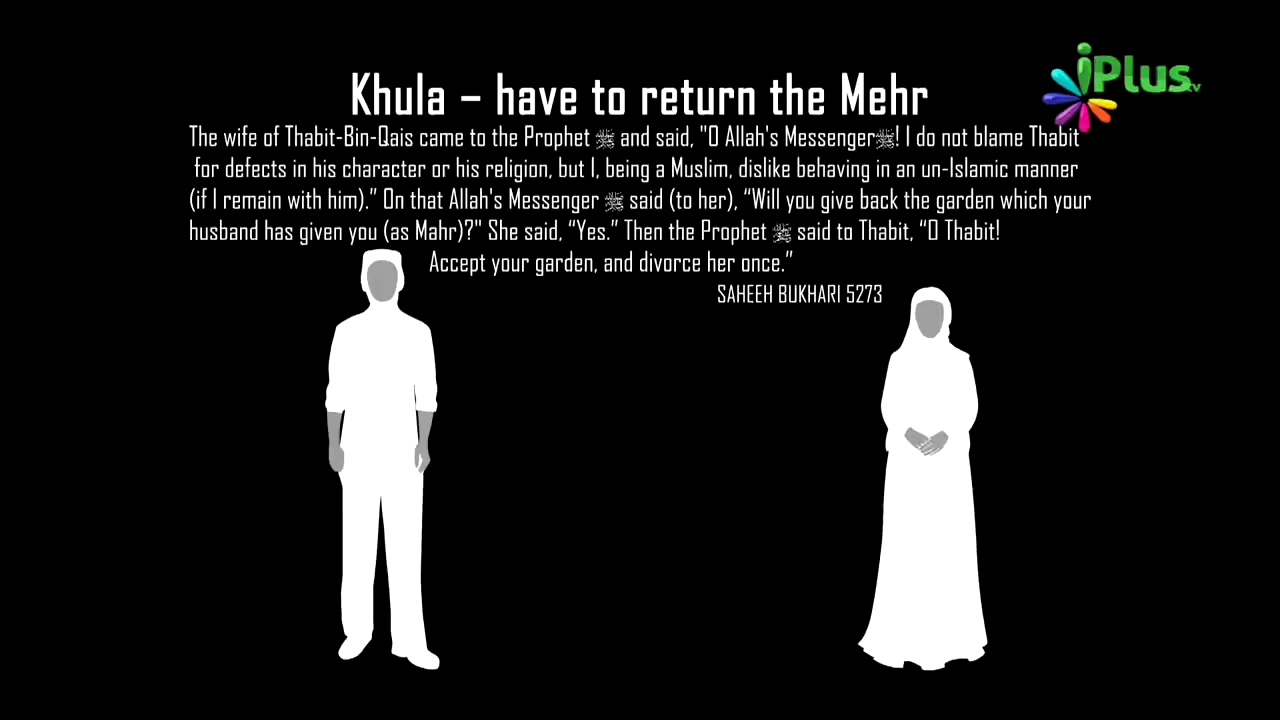 iPlus TV
Khula – have to return the Mehr
The wife of Thabit-Bin-Qais came to the Prophet ﷺ and said, "O Allah's Messengerﷺ! I do not blame Thabit
for defects in his character or his religion, but I, being a Muslim, dislike behaving in an un-Islamic manner
(if I remain with him).” On that Allah's Messenger ﷺ said (to her), “Will you give back the garden which your
husband has given you (as Mahr)?" She said, “Yes.” Then the Prophet ﷺ said to Thabit, “O Thabit!
Accept your garden, and divorce her once.”
SAHEEH BUKHARI 5273